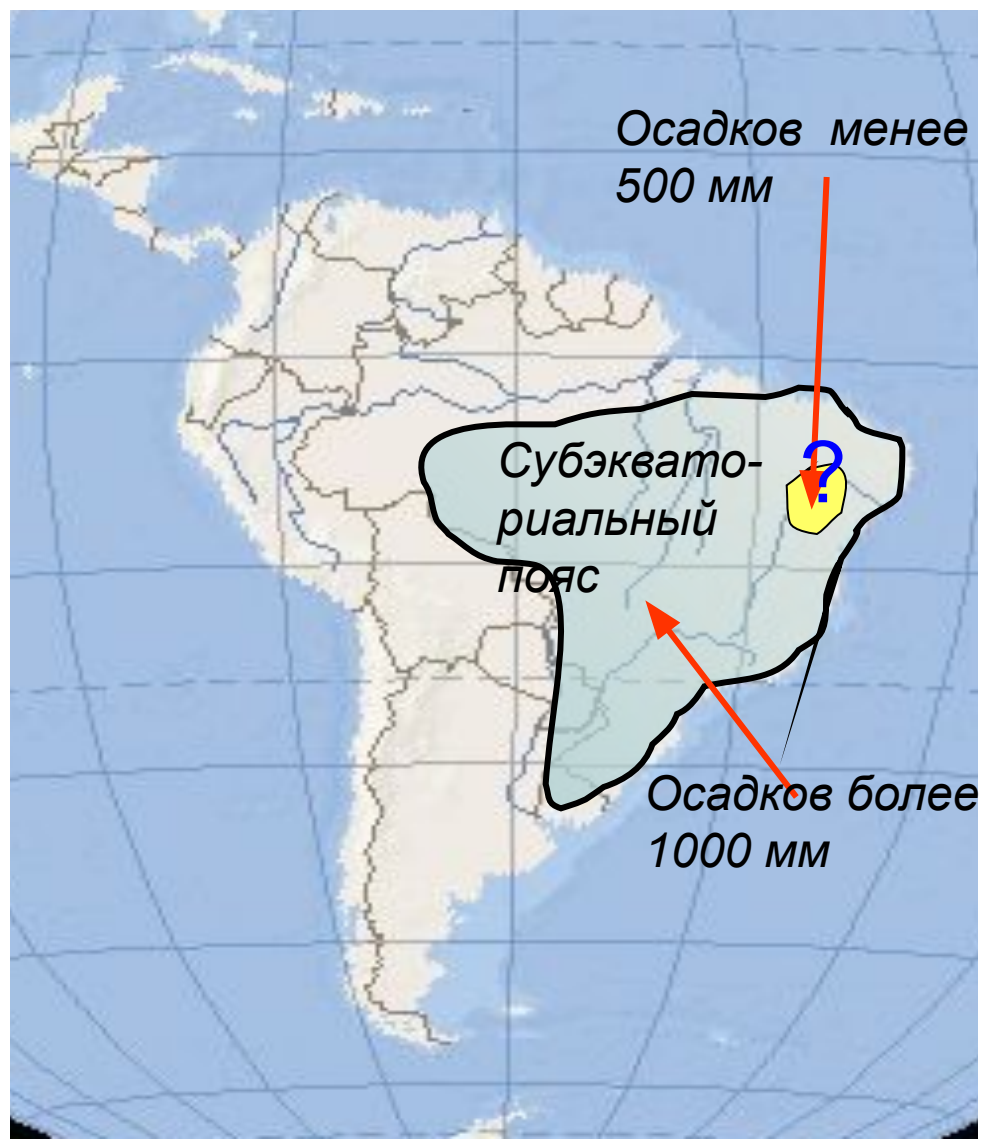 Осадков менее
500 мм
?
Субэквато-
риальный
пояс
Осадков более
1000 мм